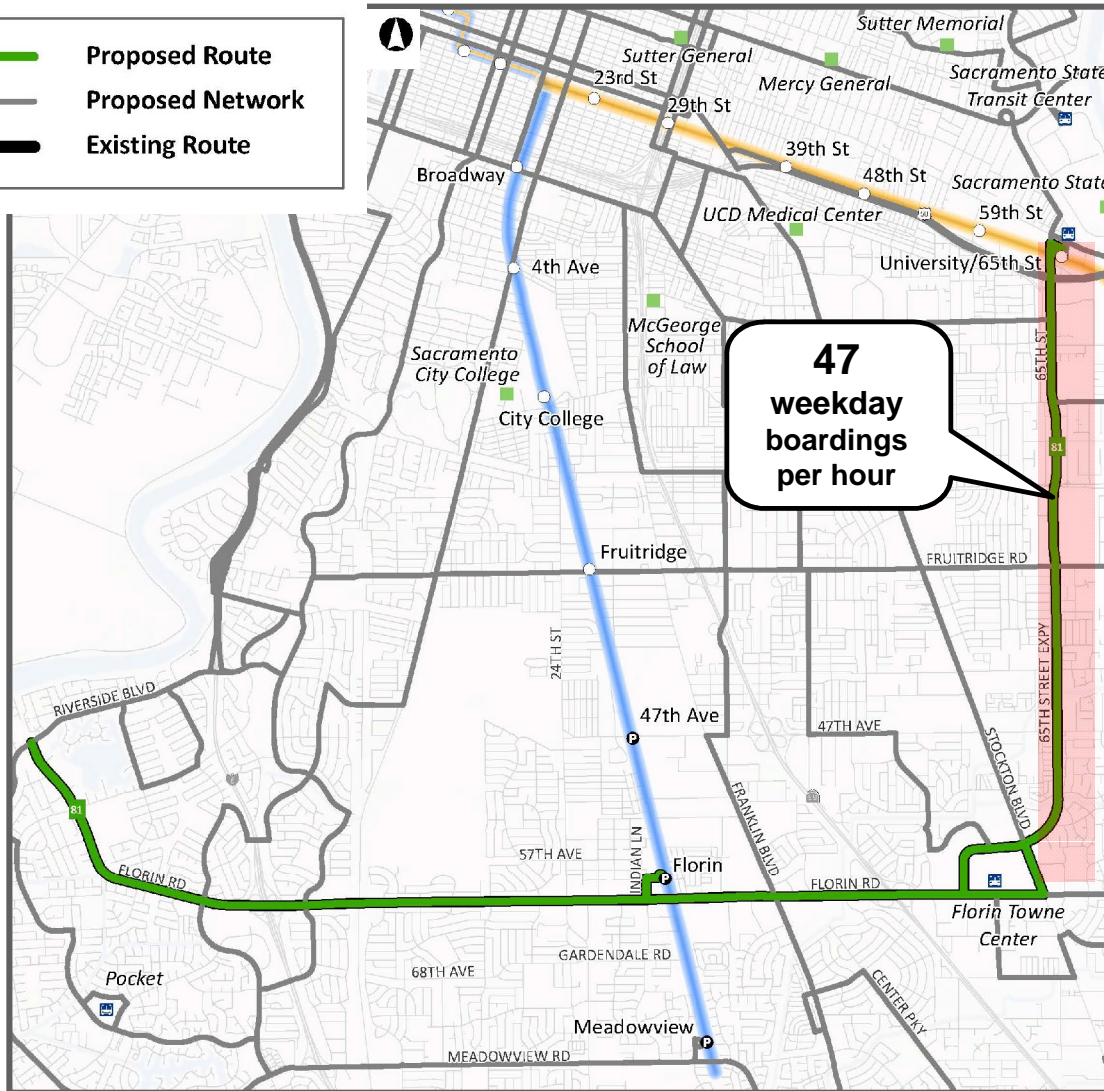 Proposed Route
Proposed Network
Existing Route
Sutter Memorial
Sutter General
Mercy General
Sacramento State
Transit Center
23rd St
29th St
39th St
48th St
Sacramento State
59th St
Broadway
UCD Medical Center
50
University/65th St
4th Ave
McGeorge
School
of Law
Sacramento
City College
City College
65TH ST
47
weekday
boardings
per hour
81
Fruitridge
FRUITRIDGE RD
24TH ST
65TH STREET EXPY
RIVERSIDE BLVD
47th Ave
P
47TH AVE
STOCKTON BLVD
81
FRANKLIN BLVD
57TH AVE
INDIAN LN
Florin
P
FLORIN RD
FLORIN RD
Florin Towne
Center
GARDENDALE RD
68TH AVE
Pocket
CENTER PKY
Meadowview
P
MEADOWVIEW RD